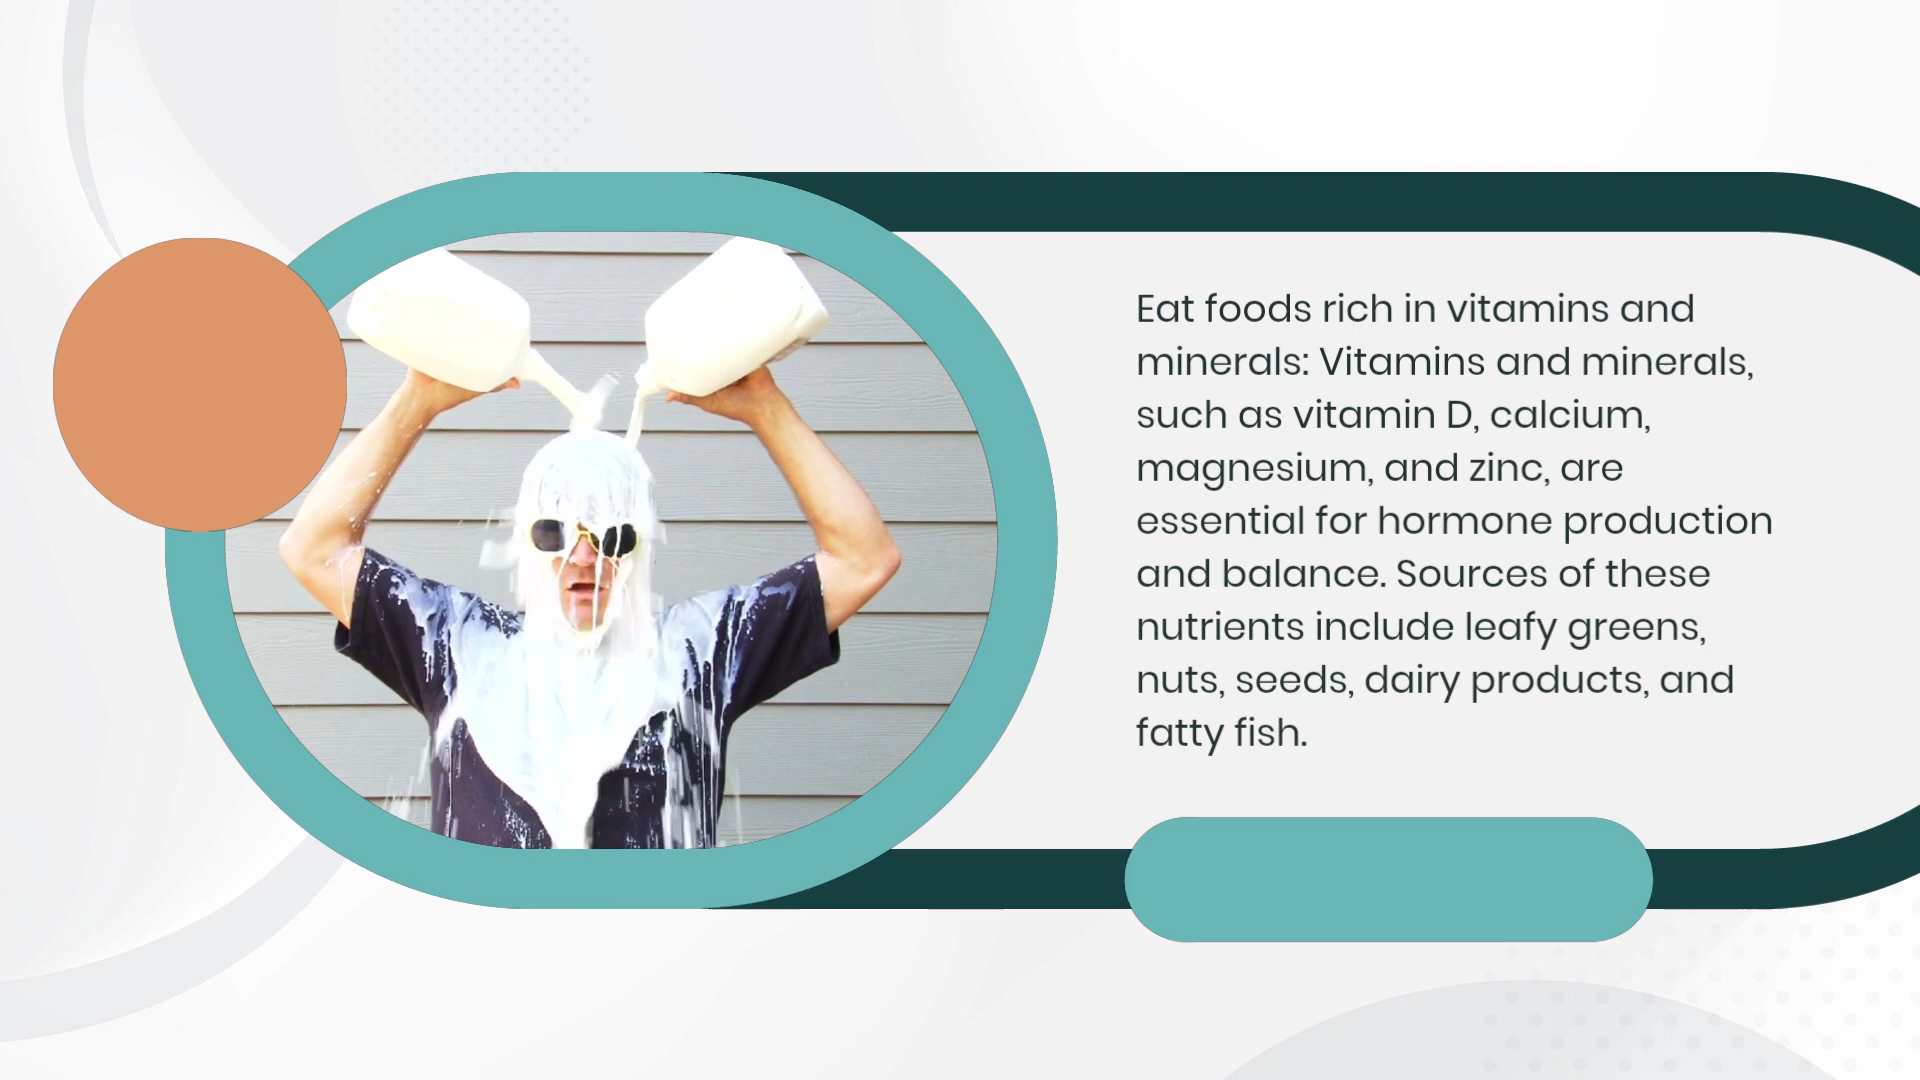 Eat foods rich in vitamins and
minerals: Vitamins and minerals,
such as vitamin D, calcium,
magnesium, and zinc, are
essential for hormone production
and balance. Sources of these
nutrients include leafy greens,
nuts, seeds, dairy products, and
fatty fish.